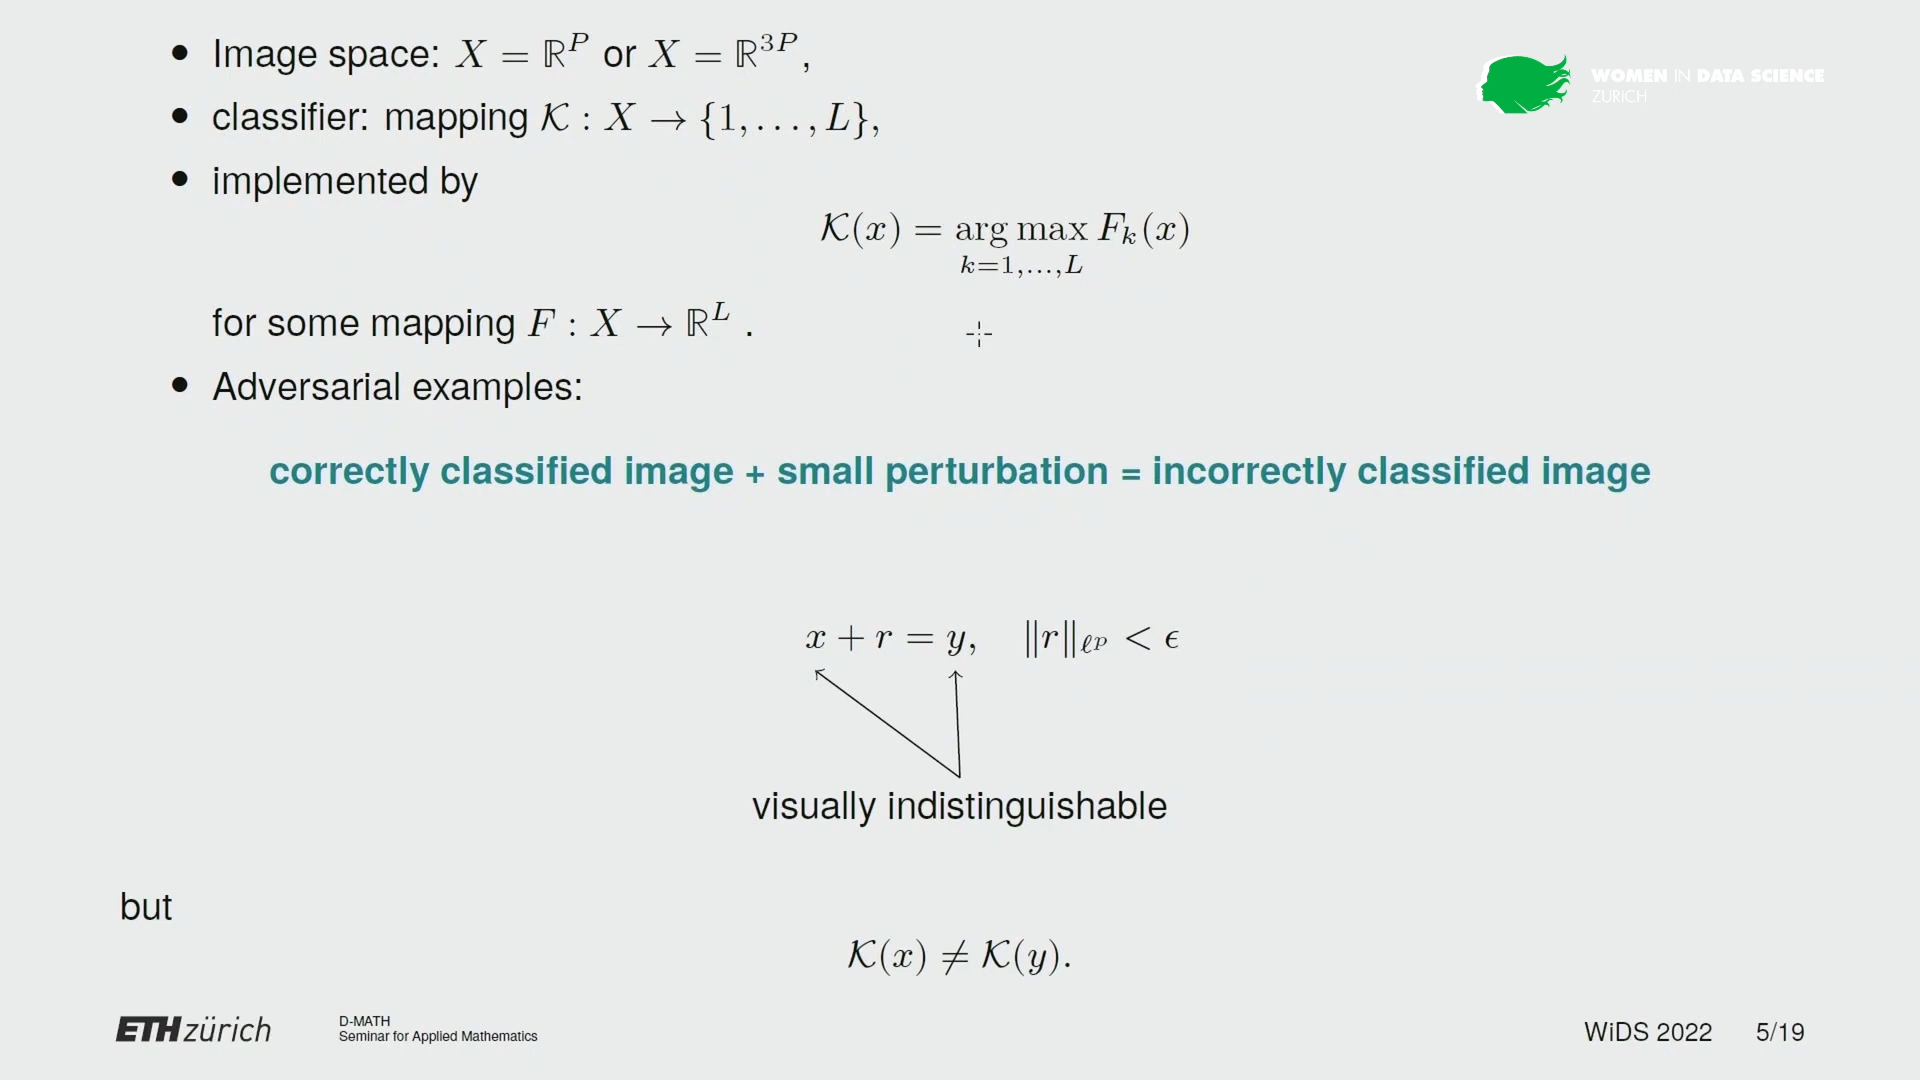 • Image space: X = ℝ^P or X = ℝ^{3P},
WOMEN IN DATA SCIENCE
ZURICH
• classifier: mapping 𝒦 : X → {1, . . . , L},
• implemented by
𝒦(x) = arg max F_k(x)
k=1,...,L
for some mapping F : X → ℝ^L .
• Adversarial examples:
correctly classified image + small perturbation = incorrectly classified image
x + r = y, ‖r‖_{ℓ^p} < ϵ
visually indistinguishable
but
𝒦(x) ≠ 𝒦(y).
ETH zürich
D-MATH
Seminar for Applied Mathematics
WiDS 2022 5/19